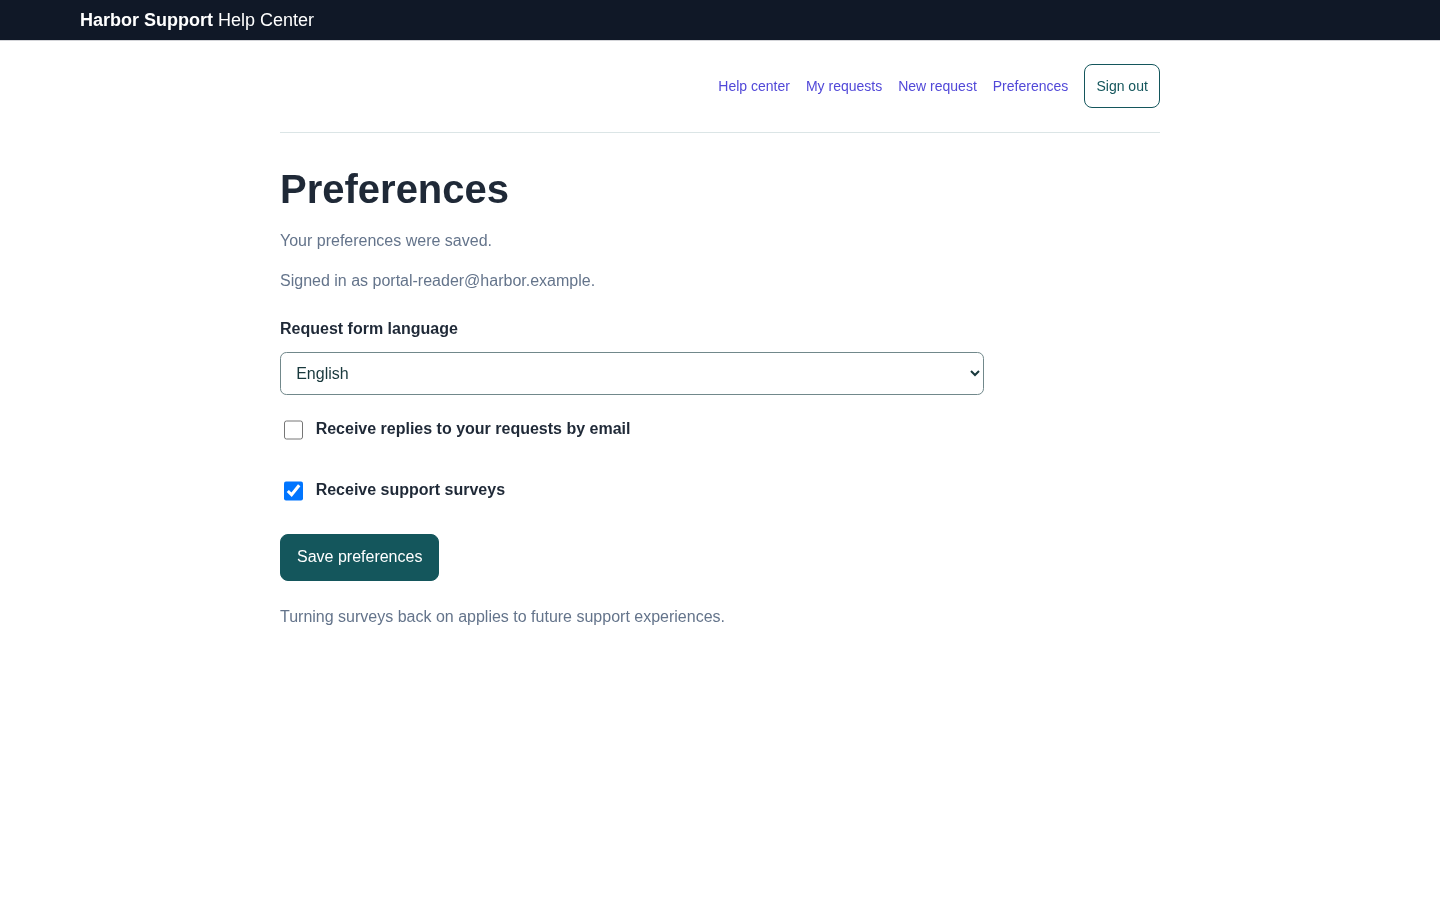 Harbor Support Help Center
Help center My requests New request Preferences Sign out
Preferences
Your preferences were saved.
Signed in as portal-reader@harbor.example.
Request form language
English
Receive replies to your requests by email
Receive support surveys
Save preferences
Turning surveys back on applies to future support experiences.